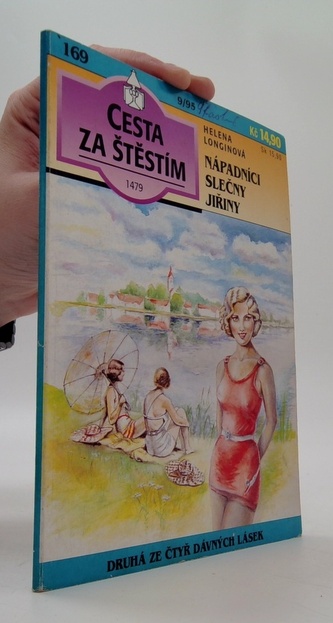 169
CESTA
ZA ŠTĚSTÍM
1479
9/95
Kč 14,90
HELENA
LONGINOVÁ
NÁPADNÍCI
SLEČNY
JIŘINY
DRUHÁ ZE ČTYŘ DÁVNÝCH LÁSEK